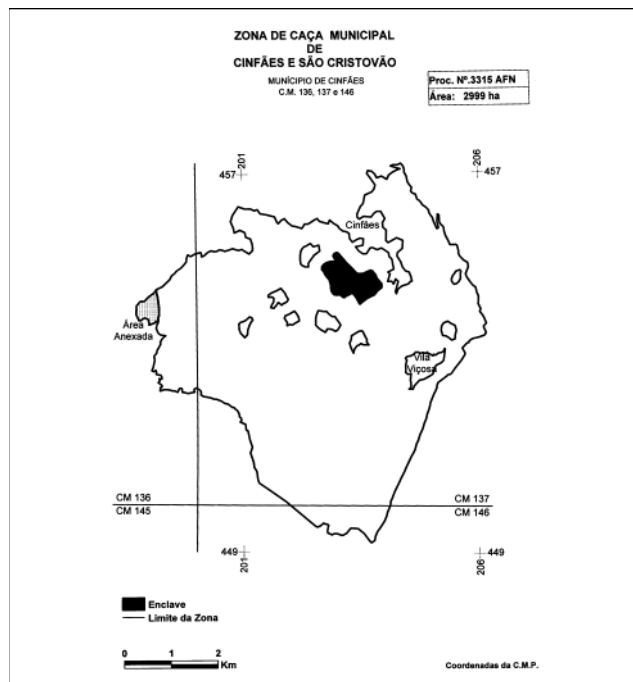 ZONA DE CAÇA MUNICIPAL
DE
CINFÃES E SÃO CRISTOVÃO
MUNÍCIPIO DE CINFÃES
C.M. 136, 137 e 146
Proc. Nº.3315 AFN
Área: 2999 ha
201
457
206
457
Cinfães
Área
Anexada
Vila
Viçosa
CM 136
CM 137
CM 145
CM 146
449
201
449
206
Enclave
Limite da Zona
0 1 2
Km
Coordenadas da C.M.P.